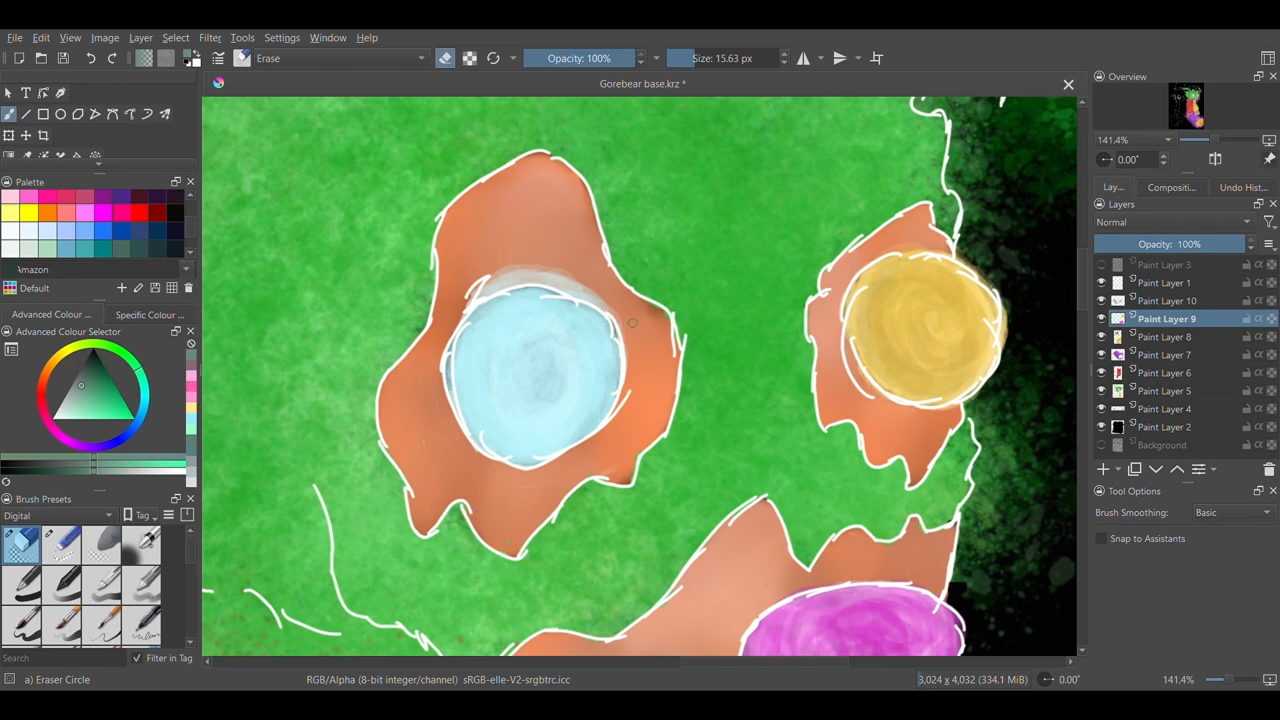 File Edit View Image Layer Select Filter Tools Settings Window Help
Erase Opacity: 100% Size: 15.63 px
Gorebear base.krz *
Overview
141.4%
0.00°
Palette
Amazon
Default
Advanced Colour ... Specific Colour ...
Advanced Colour Selector
Brush Presets
Digital Tag
Search Filter in Tag
Lay... Compositi... Undo Hist...
Layers
Normal
Opacity: 100%
Paint Layer 3
Paint Layer 1
Paint Layer 10
Paint Layer 9
Paint Layer 8
Paint Layer 7
Paint Layer 6
Paint Layer 5
Paint Layer 4
Paint Layer 2
Background
Tool Options
Brush Smoothing: Basic
Snap to Assistants
a) Eraser Circle RGB/Alpha (8-bit integer/channel) sRGB-elle-V2-srgbtrc.icc 3,024 x 4,032 (334.1 MiB) 0.00° 141.4%